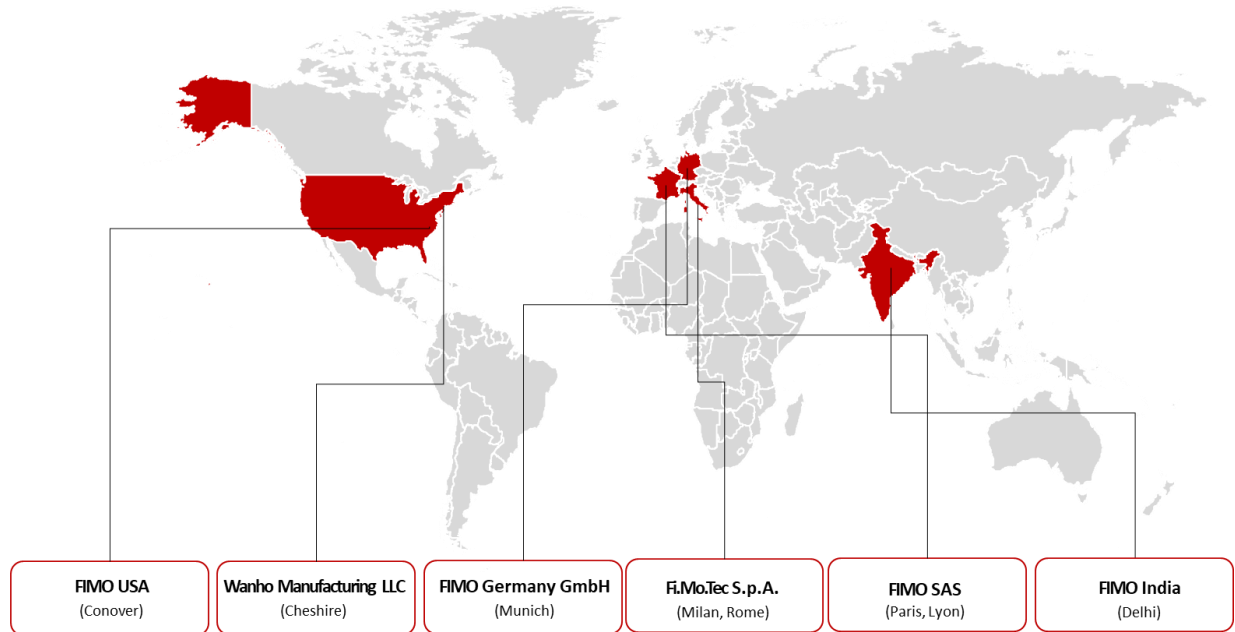 FIMO USA
(Conover)
Wanho Manufacturing LLC
(Cheshire)
FIMO Germany GmbH
(Munich)
Fi.Mo.Tec S.p.A.
(Milan, Rome)
FIMO SAS
(Paris, Lyon)
FIMO India
(Delhi)